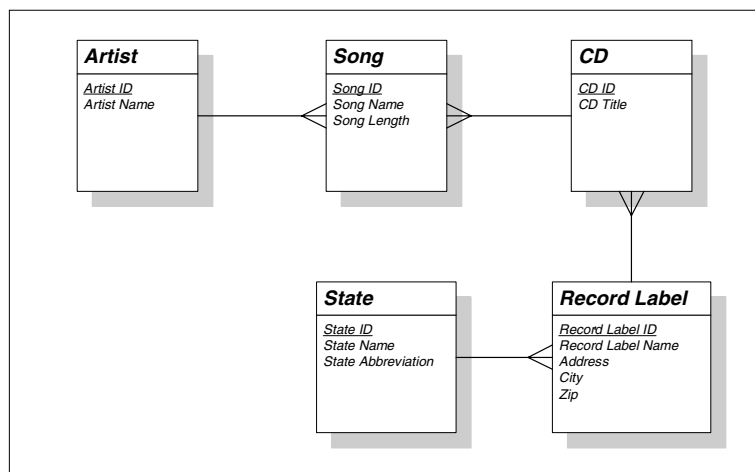 Artist
Artist ID
Artist Name
Song
Song ID
Song Name
Song Length
CD
CD ID
CD Title
State
State ID
State Name
State Abbreviation
Record Label
Record Label ID
Record Label Name
Address
City
Zip